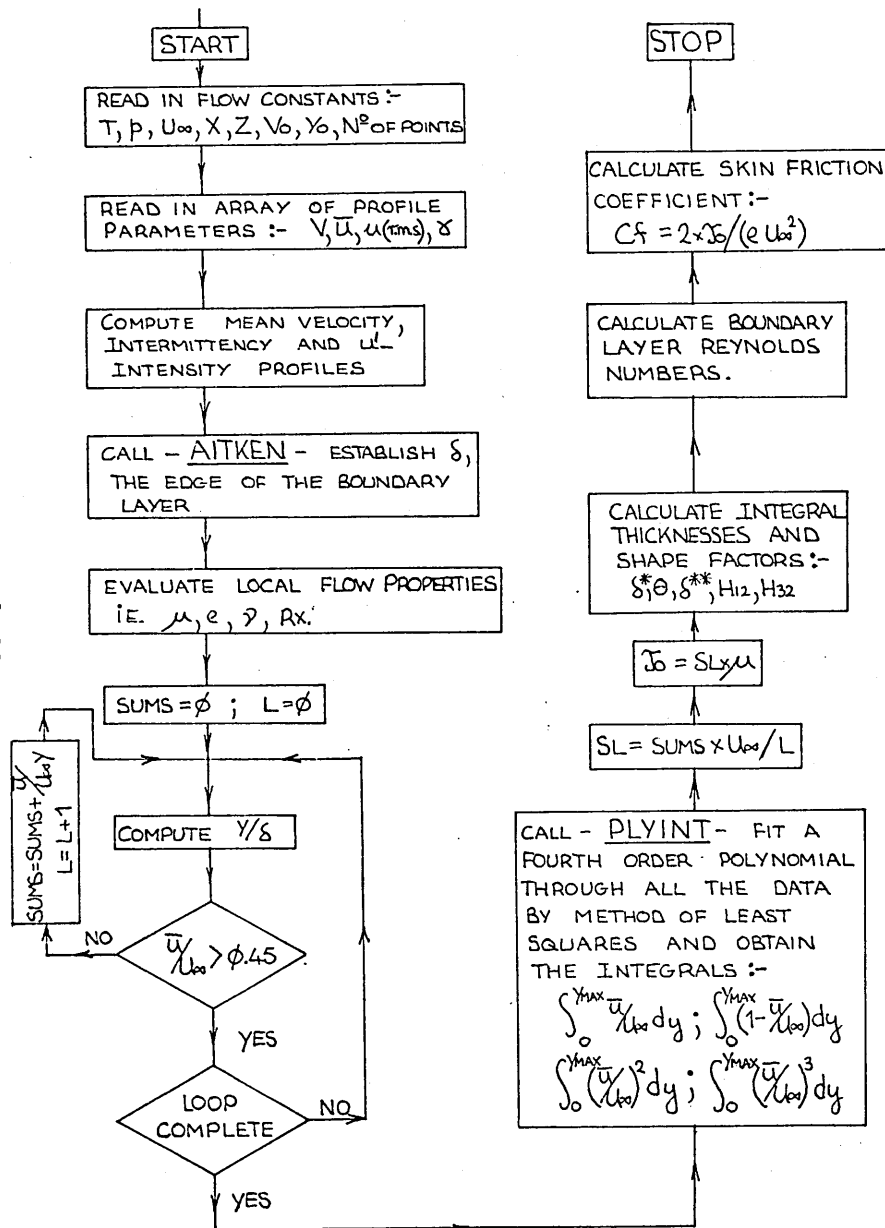 START
READ IN FLOW CONSTANTS:-
T, p, U∞, X, Z, V₀, Y₀, Nº OF POINTS
READ IN ARRAY OF PROFILE
PARAMETERS :- V, U̅, u(rms), γ
COMPUTE MEAN VELOCITY,
INTERMITTENCY AND u'-
INTENSITY PROFILES
CALL - AITKEN - ESTABLISH δ,
THE EDGE OF THE BOUNDARY
LAYER
EVALUATE LOCAL FLOW PROPERTIES
iE. μ, ρ, ν, Rx.
SUMS = ϕ ; L = ϕ
SUMS = SUMS + u̅/U∞Y
L = L + 1
COMPUTE Y/δ
NO
u̅/U∞ > ϕ.45
YES
LOOP
COMPLETE
NO
YES
STOP
CALCULATE SKIN FRICTION
COEFFICIENT :-
Cf = 2 × τ₀/(ρ U∞²)
CALCULATE BOUNDARY
LAYER REYNOLDS
NUMBERS.
CALCULATE INTEGRAL
THICKNESSES AND
SHAPE FACTORS :-
δ*, θ, δ**, H12, H32
τ₀ = SL × μ
SL = SUMS × U∞ / L
CALL - PLYINT - FIT A
FOURTH ORDER POLYNOMIAL
THROUGH ALL THE DATA
BY METHOD OF LEAST
SQUARES AND OBTAIN
THE INTEGRALS :-
∫₀^YMAX u̅/U∞ dy ; ∫₀^YMAX (1 - u̅/U∞) dy
∫₀^YMAX (u̅/U∞)² dy ; ∫₀^YMAX (u̅/U∞)³ dy